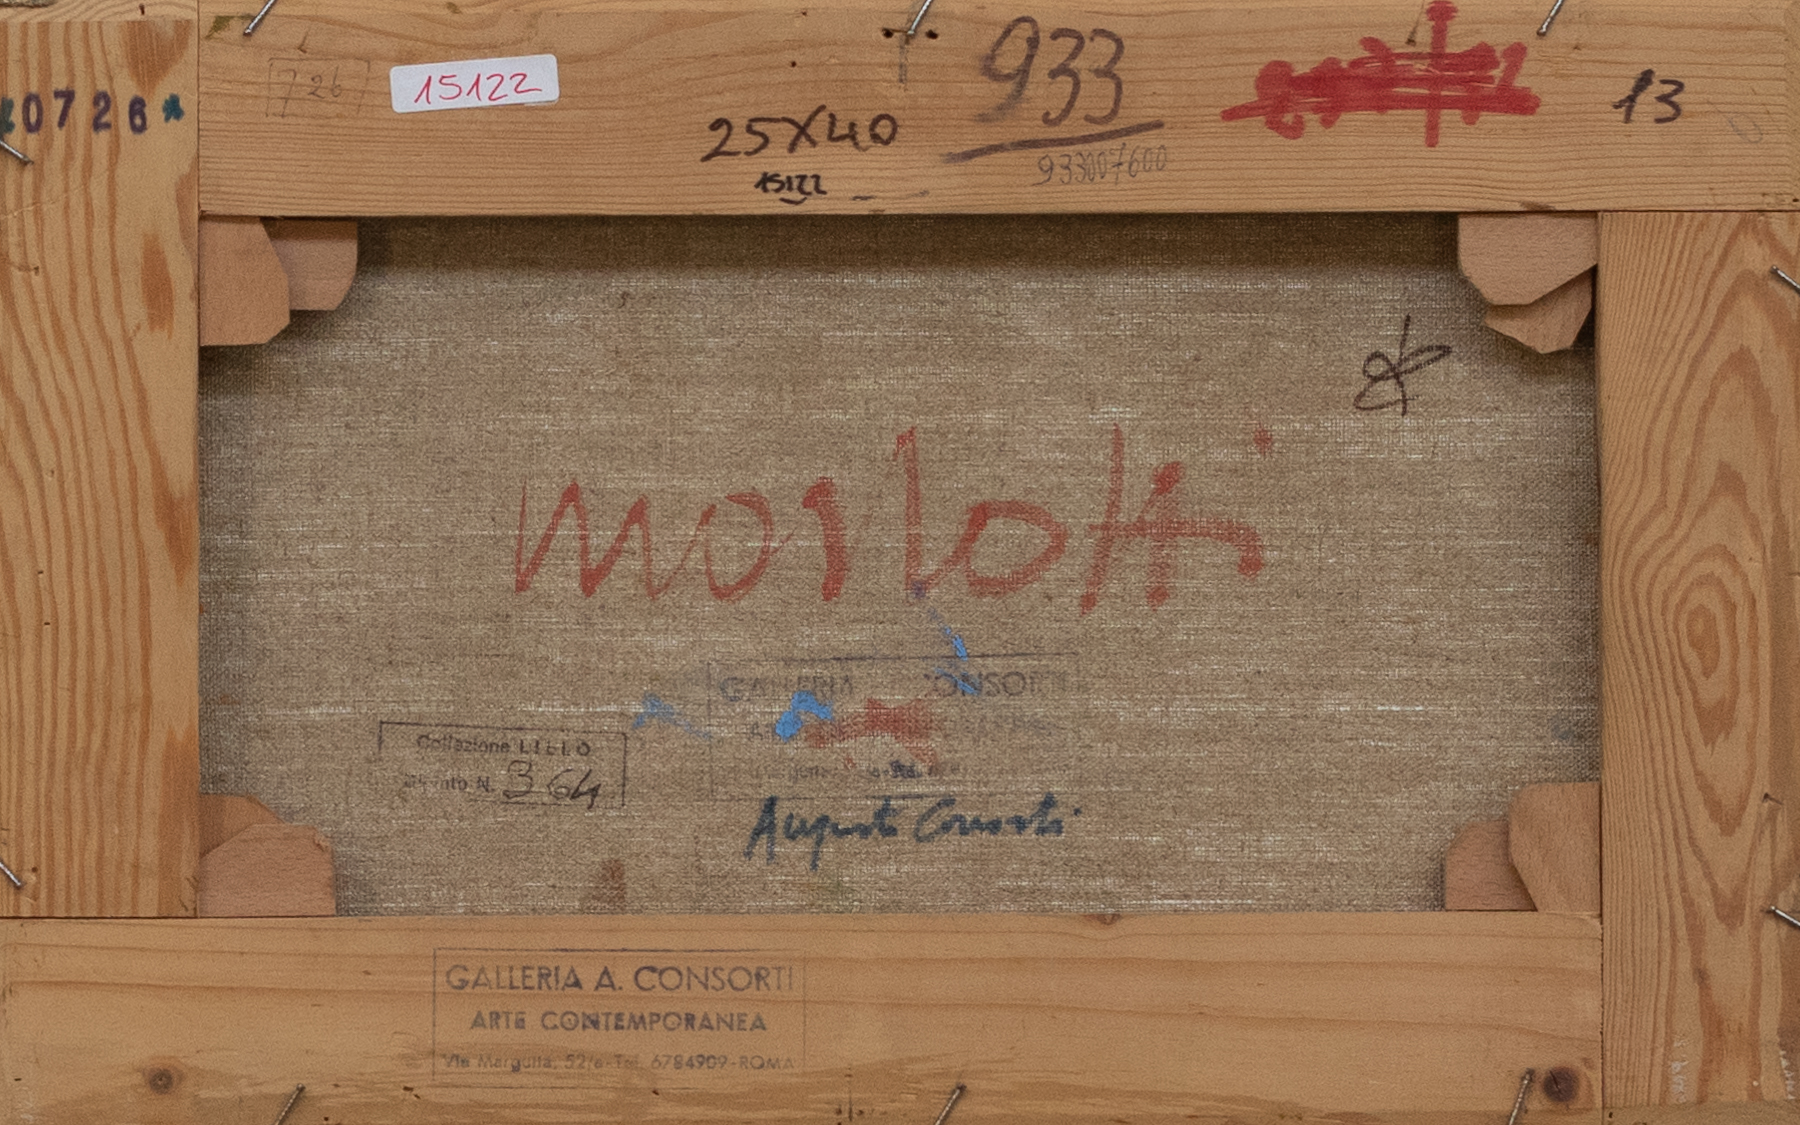 *0726*
726
15122
25X40
15122
933
933007600
13
morlotti
GALLERIA CONSORTI
Collezione LILLO
N. 364
Augusto Consorti
GALLERIA A. CONSORTI
ARTE CONTEMPORANEA
Via Margutta, 52/a-Tel. 6784909-ROMA